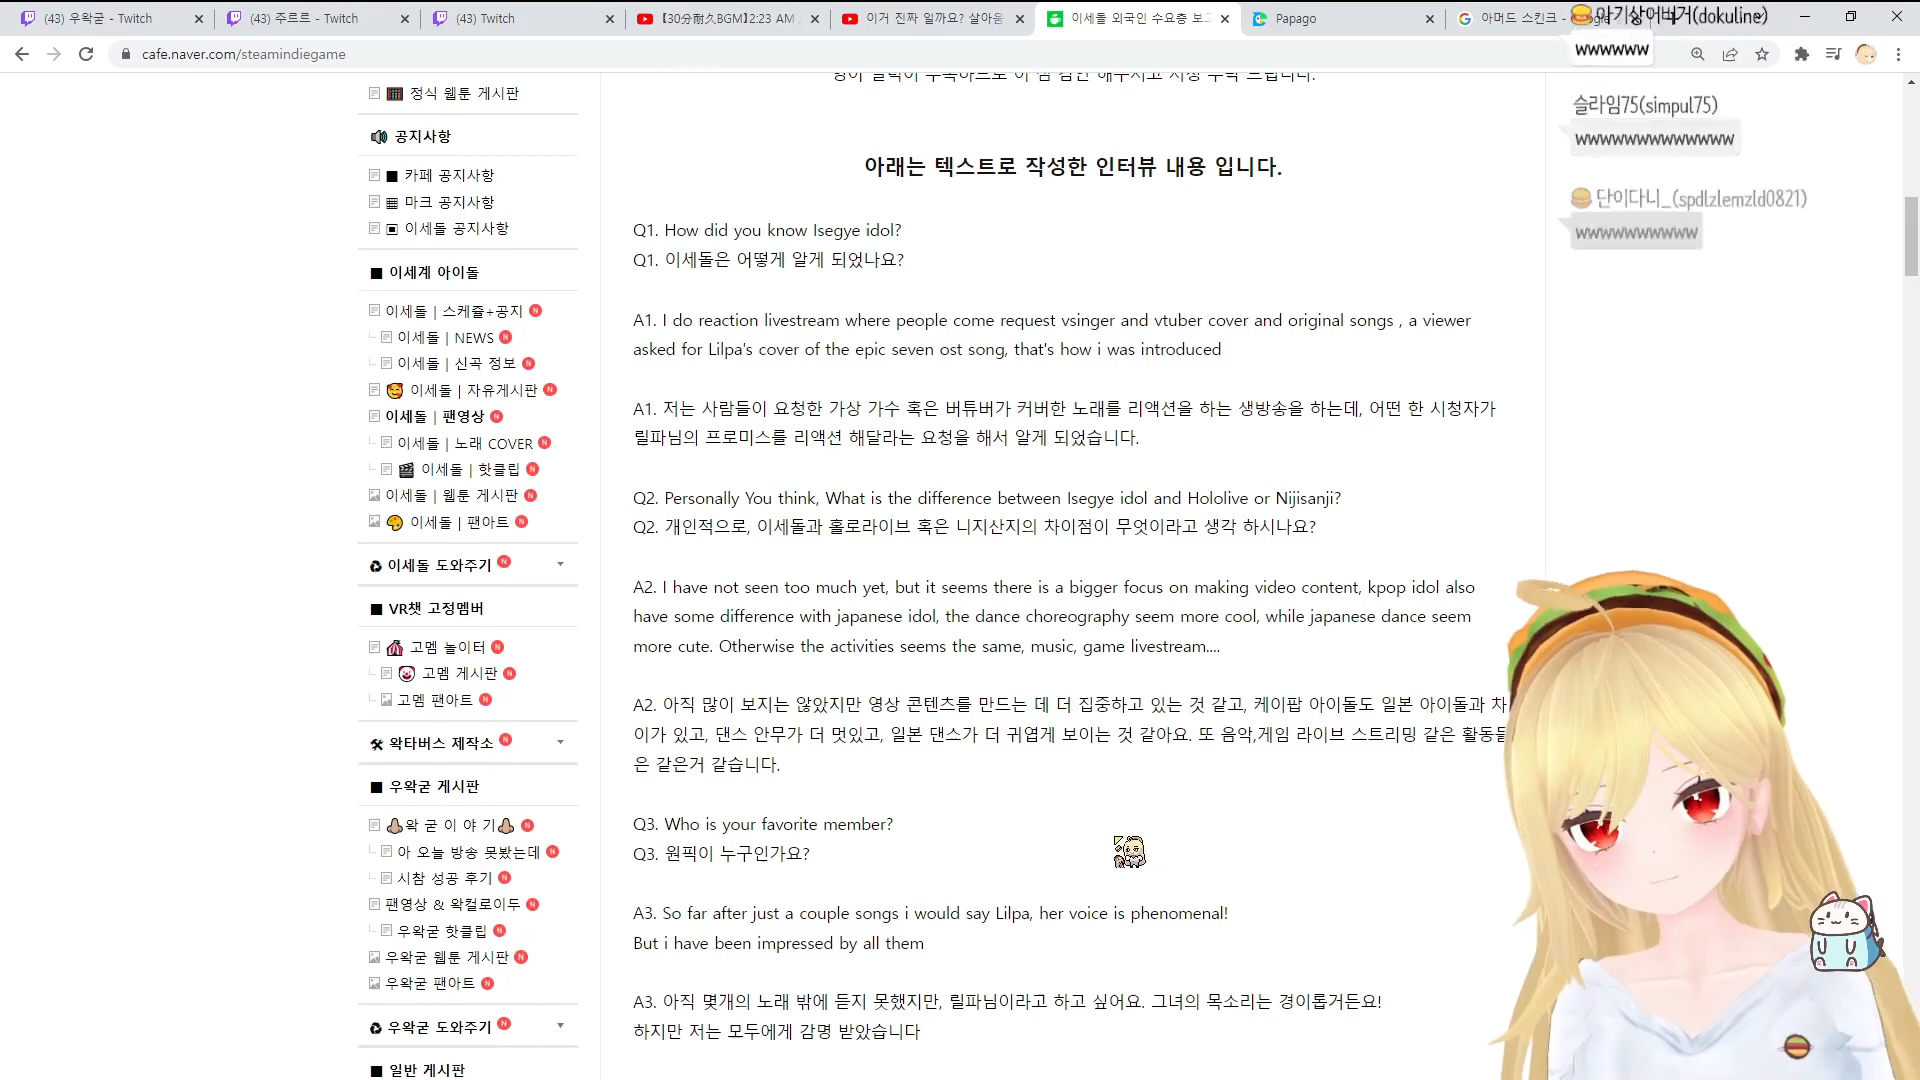 (43) 우왁굳 - Twitch
(43) 주르르 - Twitch
(43) Twitch
【30分耐久BGM】2:23 AM
이거 진짜 일까요? 살아움
이세돌 외국인 수요층 보고
Papago
아머드 스킨크 -
cafe.naver.com/steamindiegame
아기상어버거(dokuline)
wwwwww
슬라임75(simpul75)
wwwwwwwwwwwww
단이다니_(spdlzlemzld0821)
wwwwwwwwww
정식 웹툰 게시판
공지사항
■ 카페 공지사항
▦ 마크 공지사항
▣ 이세돌 공지사항
■ 이세계 아이돌
이세돌 | 스케쥴+공지 N
이세돌 | NEWS N
이세돌 | 신곡 정보 N
🥰 이세돌 | 자유게시판 N
이세돌 | 팬영상 N
이세돌 | 노래 COVER N
🎬 이세돌 | 핫클립 N
이세돌 | 웹툰 게시판 N
🎨 이세돌 | 팬아트 N
♻ 이세돌 도와주기 N
■ VR챗 고정멤버
🎪 고멤 놀이터 N
🤡 고멤 게시판 N
고멤 팬아트 N
🛠 왁타버스 제작소 N
■ 우왁굳 게시판
👃왁 굳 이 야 기👃 N
아 오늘 방송 못봤는데 N
시참 성공 후기 N
팬영상 & 왁컬로이두 N
우왁굳 핫클립 N
우왁굳 웹툰 게시판 N
우왁굳 팬아트 N
♻ 우왁굳 도와주기 N
■ 일반 게시판
아래는 텍스트로 작성한 인터뷰 내용 입니다.
Q1. How did you know Isegye idol?
Q1. 이세돌은 어떻게 알게 되었나요?
A1. I do reaction livestream where people come request vsinger and vtuber cover and original songs , a viewer
asked for Lilpa's cover of the epic seven ost song, that's how i was introduced
A1. 저는 사람들이 요청한 가상 가수 혹은 버튜버가 커버한 노래를 리액션을 하는 생방송을 하는데, 어떤 한 시청자가
릴파님의 프로미스를 리액션 해달라는 요청을 해서 알게 되었습니다.
Q2. Personally You think, What is the difference between Isegye idol and Hololive or Nijisanji?
Q2. 개인적으로, 이세돌과 홀로라이브 혹은 니지산지의 차이점이 무엇이라고 생각 하시나요?
A2. I have not seen too much yet, but it seems there is a bigger focus on making video content, kpop idol also
have some difference with japanese idol, the dance choreography seem more cool, while japanese dance seem
more cute. Otherwise the activities seems the same, music, game livestream....
A2. 아직 많이 보지는 않았지만 영상 콘텐츠를 만드는 데 더 집중하고 있는 것 같고, 케이팝 아이돌도 일본 아이돌과 차
이가 있고, 댄스 안무가 더 멋있고, 일본 댄스가 더 귀엽게 보이는 것 같아요. 또 음악,게임 라이브 스트리밍 같은 활동들
은 같은거 같습니다.
Q3. Who is your favorite member?
Q3. 원픽이 누구인가요?
A3. So far after just a couple songs i would say Lilpa, her voice is phenomenal!
But i have been impressed by all them
A3. 아직 몇개의 노래 밖에 듣지 못했지만, 릴파님이라고 하고 싶어요. 그녀의 목소리는 경이롭거든요!
하지만 저는 모두에게 감명 받았습니다